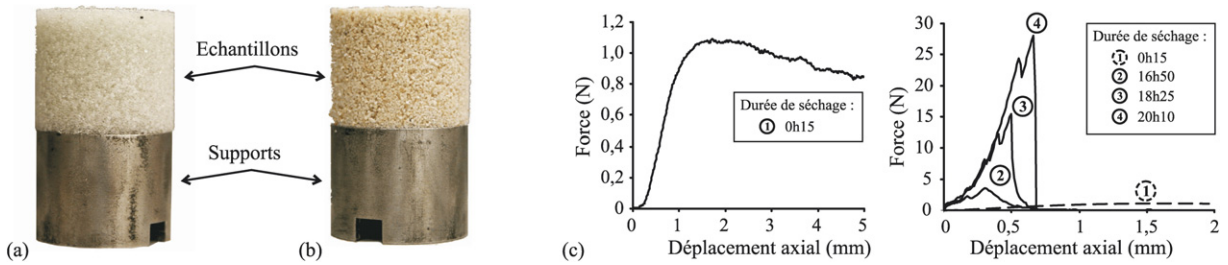 (a)
Echantillons
Supports
(b)
(c)
Force (N)
1,2
1,0
0,8
0,6
0,4
0,2
0
0 1 2 3 4 5
Déplacement axial (mm)
Durée de séchage :
1 0h15
Force (N)
30
25
20
15
10
5
0
0 0,5 1 1,5 2
Déplacement axial (mm)
4
3
2
1
Durée de séchage :
1 0h15
2 16h50
3 18h25
4 20h10